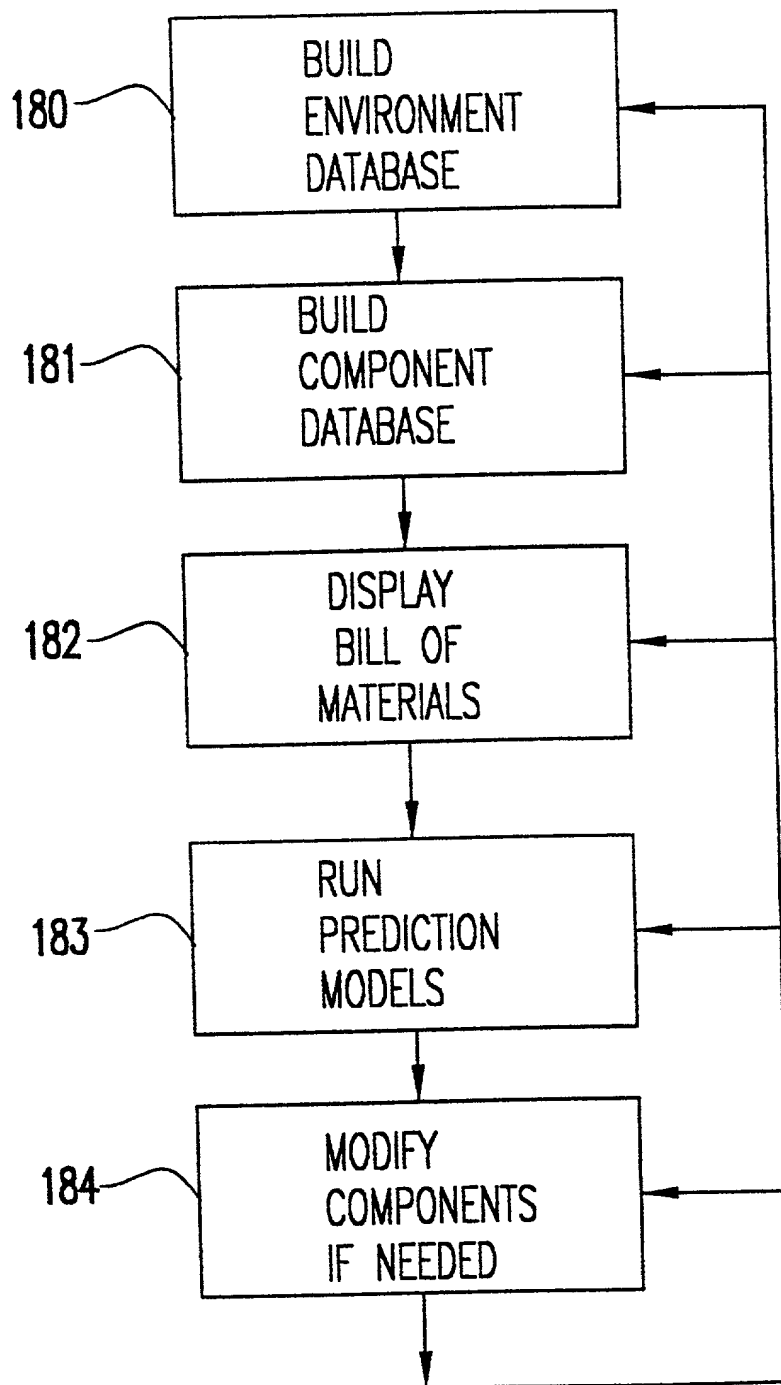 180
BUILD
ENVIRONMENT
DATABASE
181
BUILD
COMPONENT
DATABASE
182
DISPLAY
BILL OF
MATERIALS
183
RUN
PREDICTION
MODELS
184
MODIFY
COMPONENTS
IF NEEDED